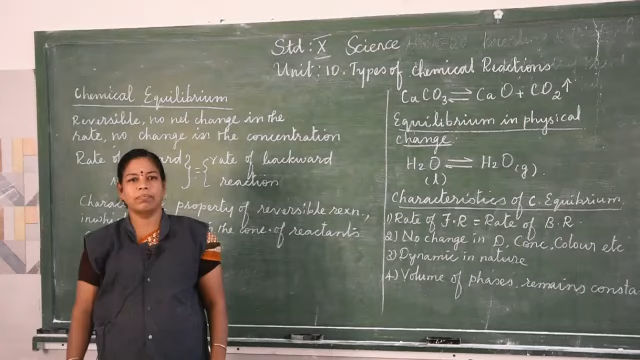 Std: X Science
Unit: 10. Types of Chemical Reactions
Chemical Equilibrium
Reversible, no net change in the
rate, no change in the concentration
Rate of } = { rate of backward
reaction
property of reversible rexn.,
the conc. of reactants
CaCO3 ⇌ CaO + CO2↑
Equilibrium in physical
change:
H2O ⇌ H2O(g)
(l)
Characteristics of C. Equibrium
1) Rate of F.R = Rate of B.R
2) No change in D, Conc, Colour etc
3) Dynamic in nature
4) Volume of phases, remains consta